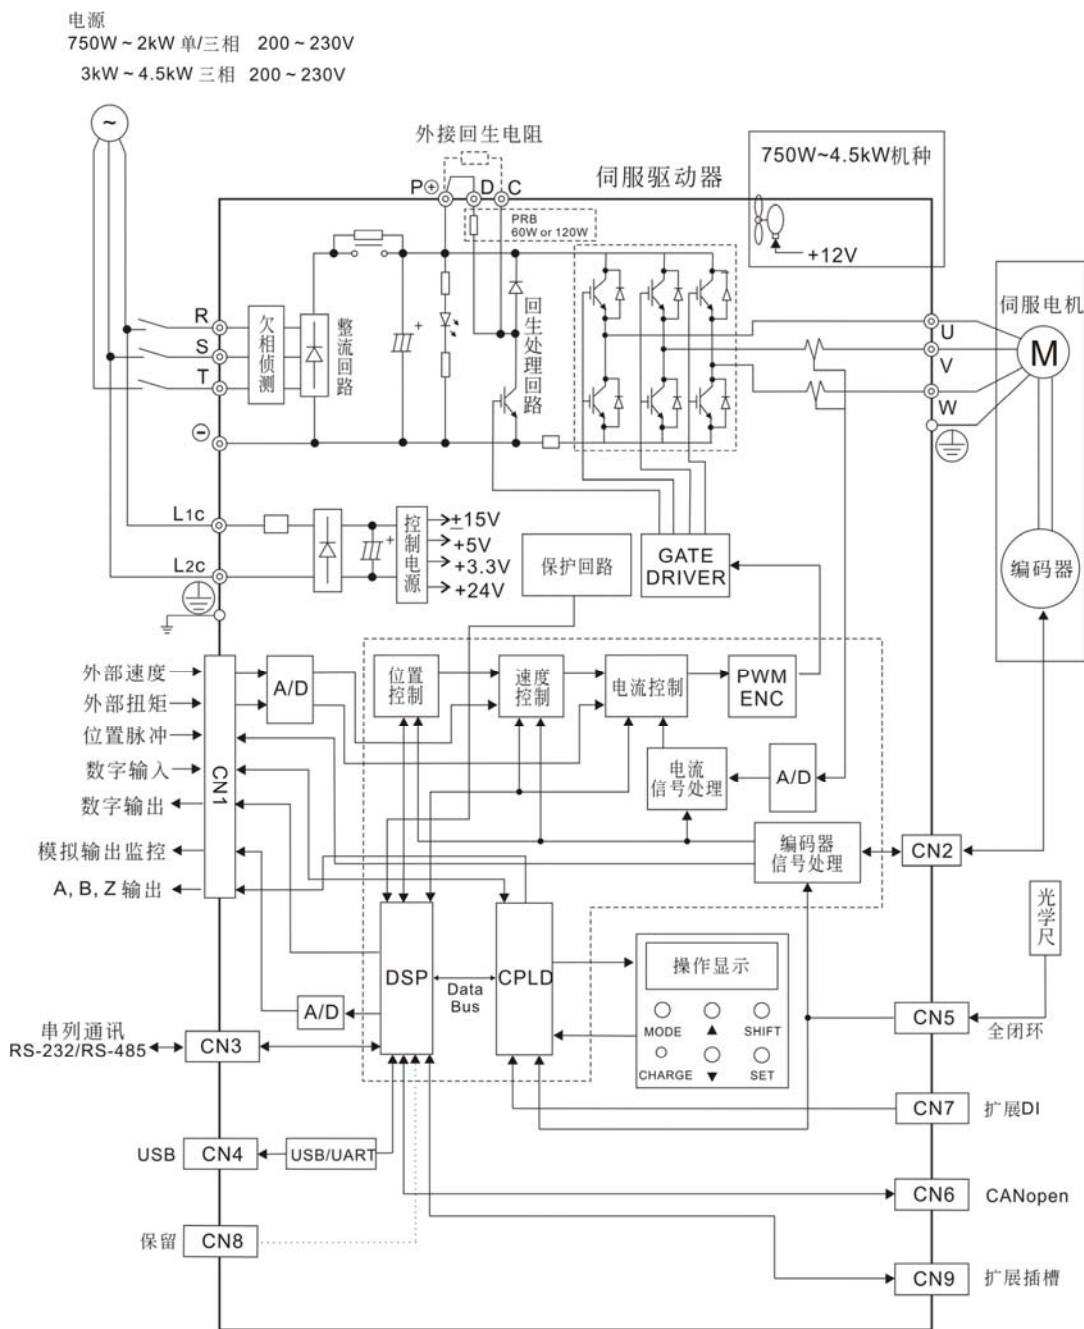 电源
750W ~ 2kW 单/三相 200 ~ 230V
3kW ~ 4.5kW 三相 200 ~ 230V
~
外接回生电阻
伺服驱动器
750W~4.5kW机种
+12V
P⊕
D
C
PRB
60W or 120W
伺服电机
M
编码器
R
S
T
⊖
欠相侦测
整流回路
+
回生处理回路
U
V
W
L1c
L2c
+
控制电源
±15V
+5V
+3.3V
+24V
保护回路
GATE
DRIVER
外部速度
外部扭矩
位置脉冲
数字输入
数字输出
模拟输出监控
A, B, Z 输出
CN1
A/D
位置
控制
速度
控制
电流控制
PWM
ENC
电流
信号处理
A/D
编码器
信号处理
CN2
光学尺
DSP
Data
Bus
CPLD
A/D
操作显示
MODE
▲
SHIFT
CHARGE
▼
SET
串列通讯
RS-232/RS-485
CN3
CN5
全闭环
CN7
扩展DI
USB
CN4
USB/UART
CN6
CANopen
保留
CN8
CN9
扩展插槽